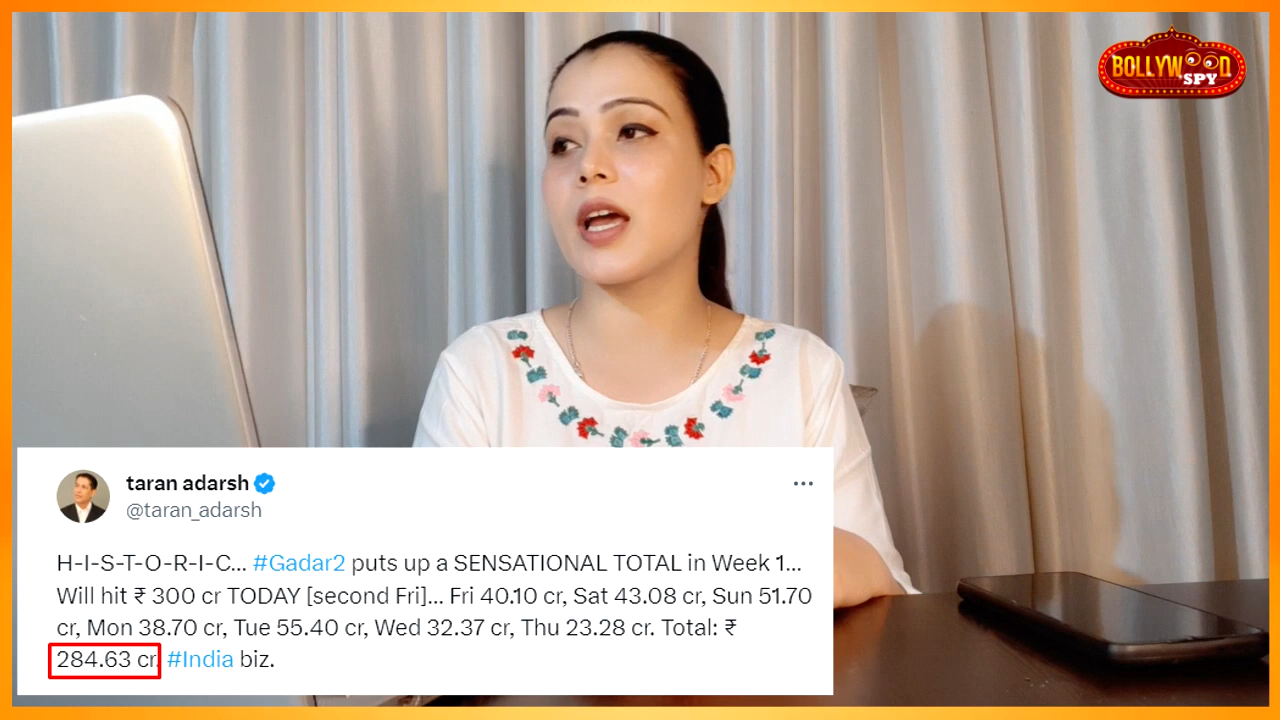 BOLLYWOOD
SPY
taran adarsh
@taran_adarsh
H-I-S-T-O-R-I-C... #Gadar2 puts up a SENSATIONAL TOTAL in Week 1...
Will hit ₹ 300 cr TODAY [second Fri]... Fri 40.10 cr, Sat 43.08 cr, Sun 51.70
cr, Mon 38.70 cr, Tue 55.40 cr, Wed 32.37 cr, Thu 23.28 cr. Total: ₹
284.63 cr. #India biz.